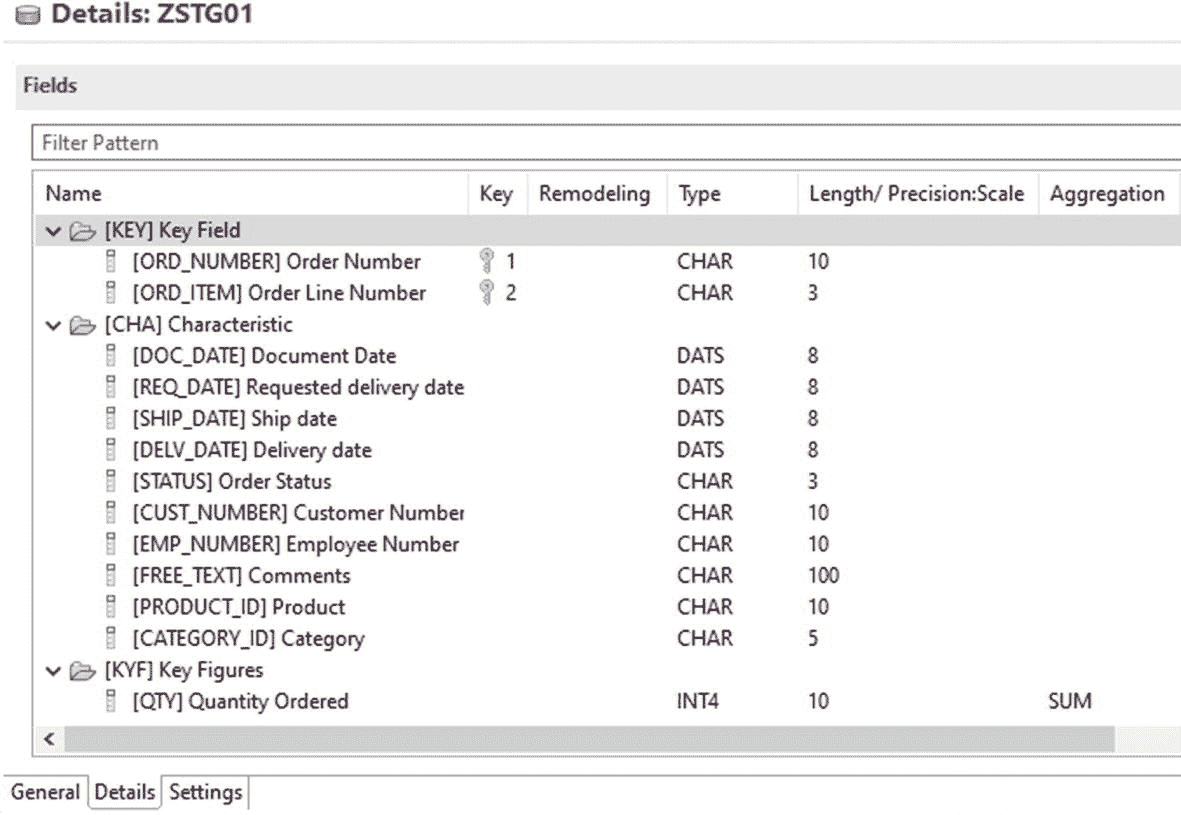 Details: ZSTG01
Fields
Filter Pattern
Name Key Remodeling Type Length/ Precision:Scale Aggregation
[KEY] Key Field
[ORD_NUMBER] Order Number 1 CHAR 10
[ORD_ITEM] Order Line Number 2 CHAR 3
[CHA] Characteristic
[DOC_DATE] Document Date DATS 8
[REQ_DATE] Requested delivery date DATS 8
[SHIP_DATE] Ship date DATS 8
[DELV_DATE] Delivery date DATS 8
[STATUS] Order Status CHAR 3
[CUST_NUMBER] Customer Number CHAR 10
[EMP_NUMBER] Employee Number CHAR 10
[FREE_TEXT] Comments CHAR 100
[PRODUCT_ID] Product CHAR 10
[CATEGORY_ID] Category CHAR 5
[KYF] Key Figures
[QTY] Quantity Ordered INT4 10 SUM
General Details Settings